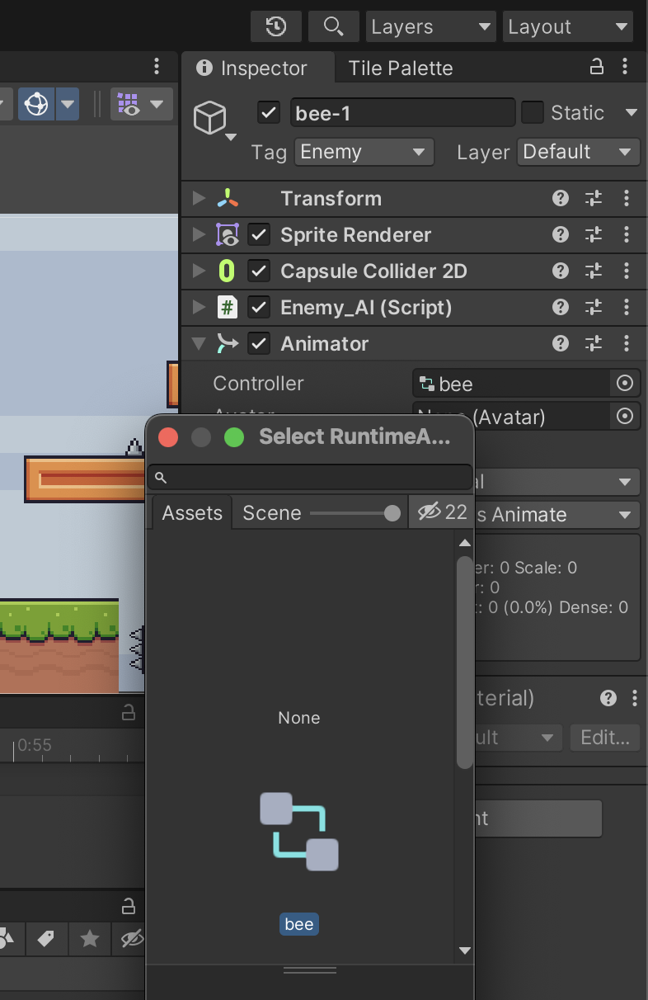 Layers
Layout
Inspector
Tile Palette
bee-1
Static
Tag
Enemy
Layer
Default
Transform
Sprite Renderer
Capsule Collider 2D
# Enemy_AI (Script)
Animator
Controller
bee
(Avatar)
Select RuntimeA...
Assets
Scene
22
al
s Animate
er: 0 Scale: 0
r: 0
: 0 (0.0%) Dense: 0
None
terial)
ult
Edit...
0:55
nt
bee